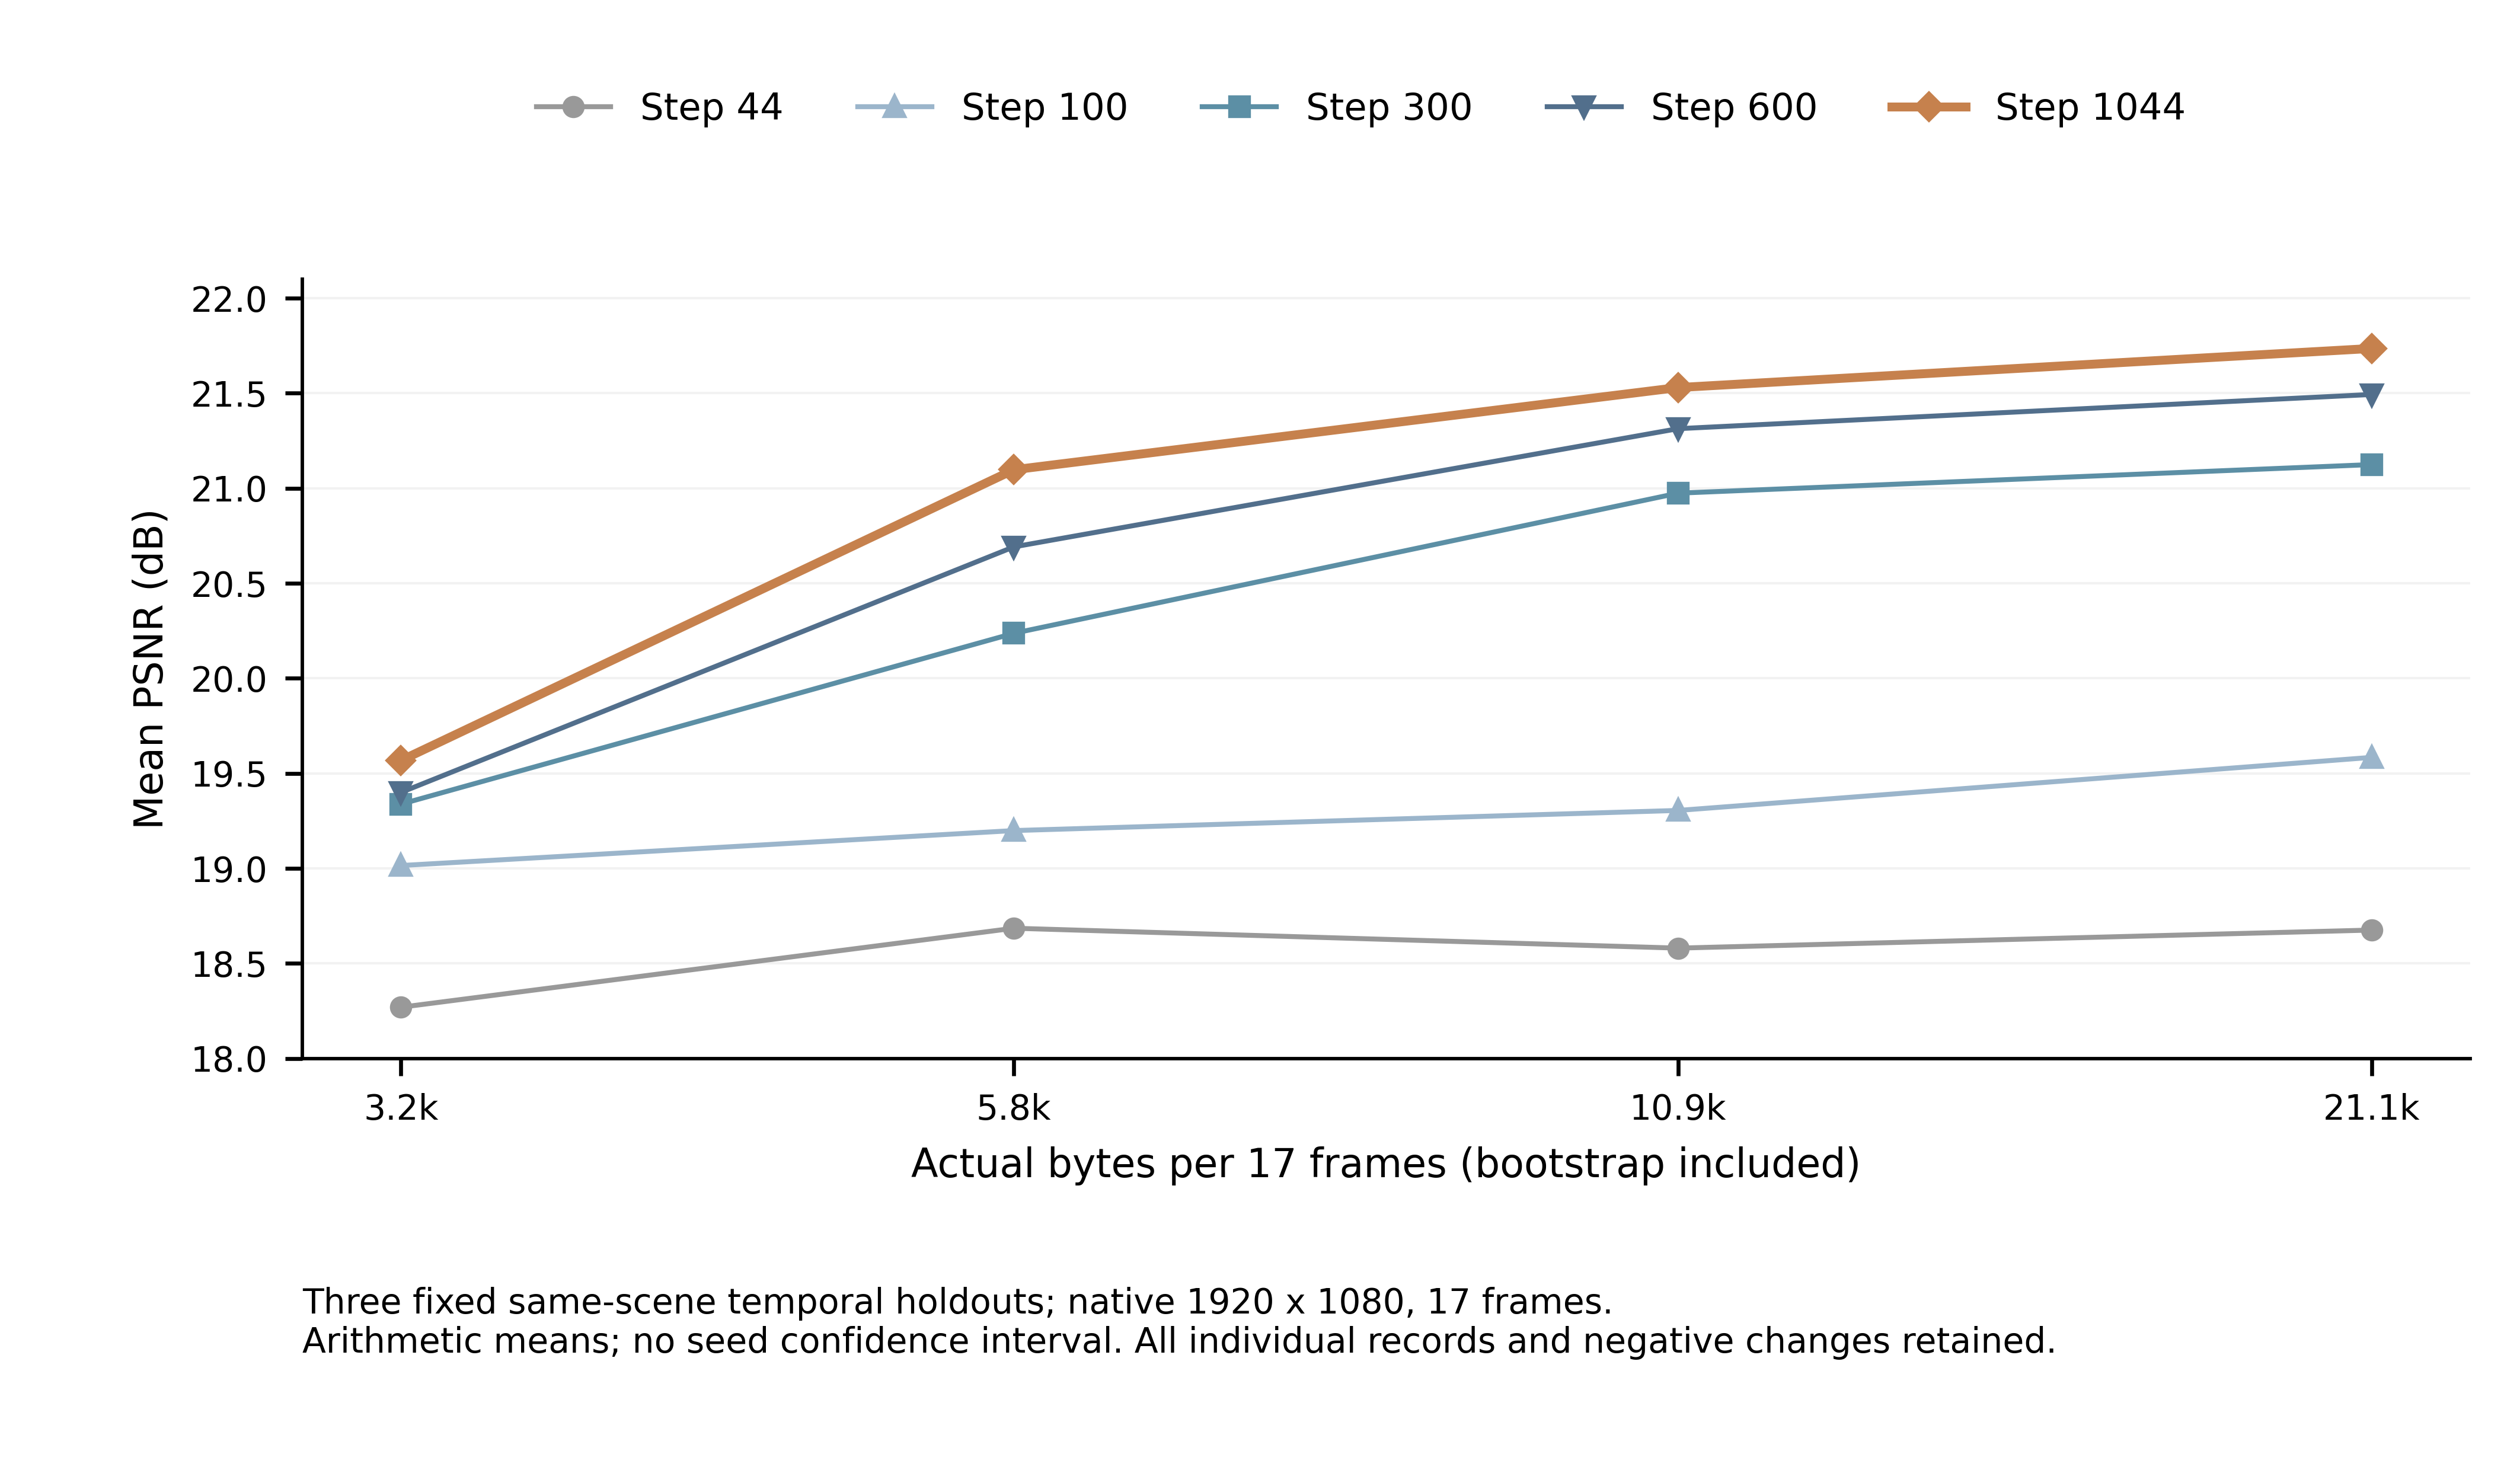 Step 44 Step 100 Step 300 Step 600 Step 1044
22.0
21.5
21.0
20.5
20.0
19.5
19.0
18.5
18.0
Mean PSNR (dB)
3.2k 5.8k 10.9k 21.1k
Actual bytes per 17 frames (bootstrap included)
Three fixed same-scene temporal holdouts; native 1920 x 1080, 17 frames.
Arithmetic means; no seed confidence interval. All individual records and negative changes retained.